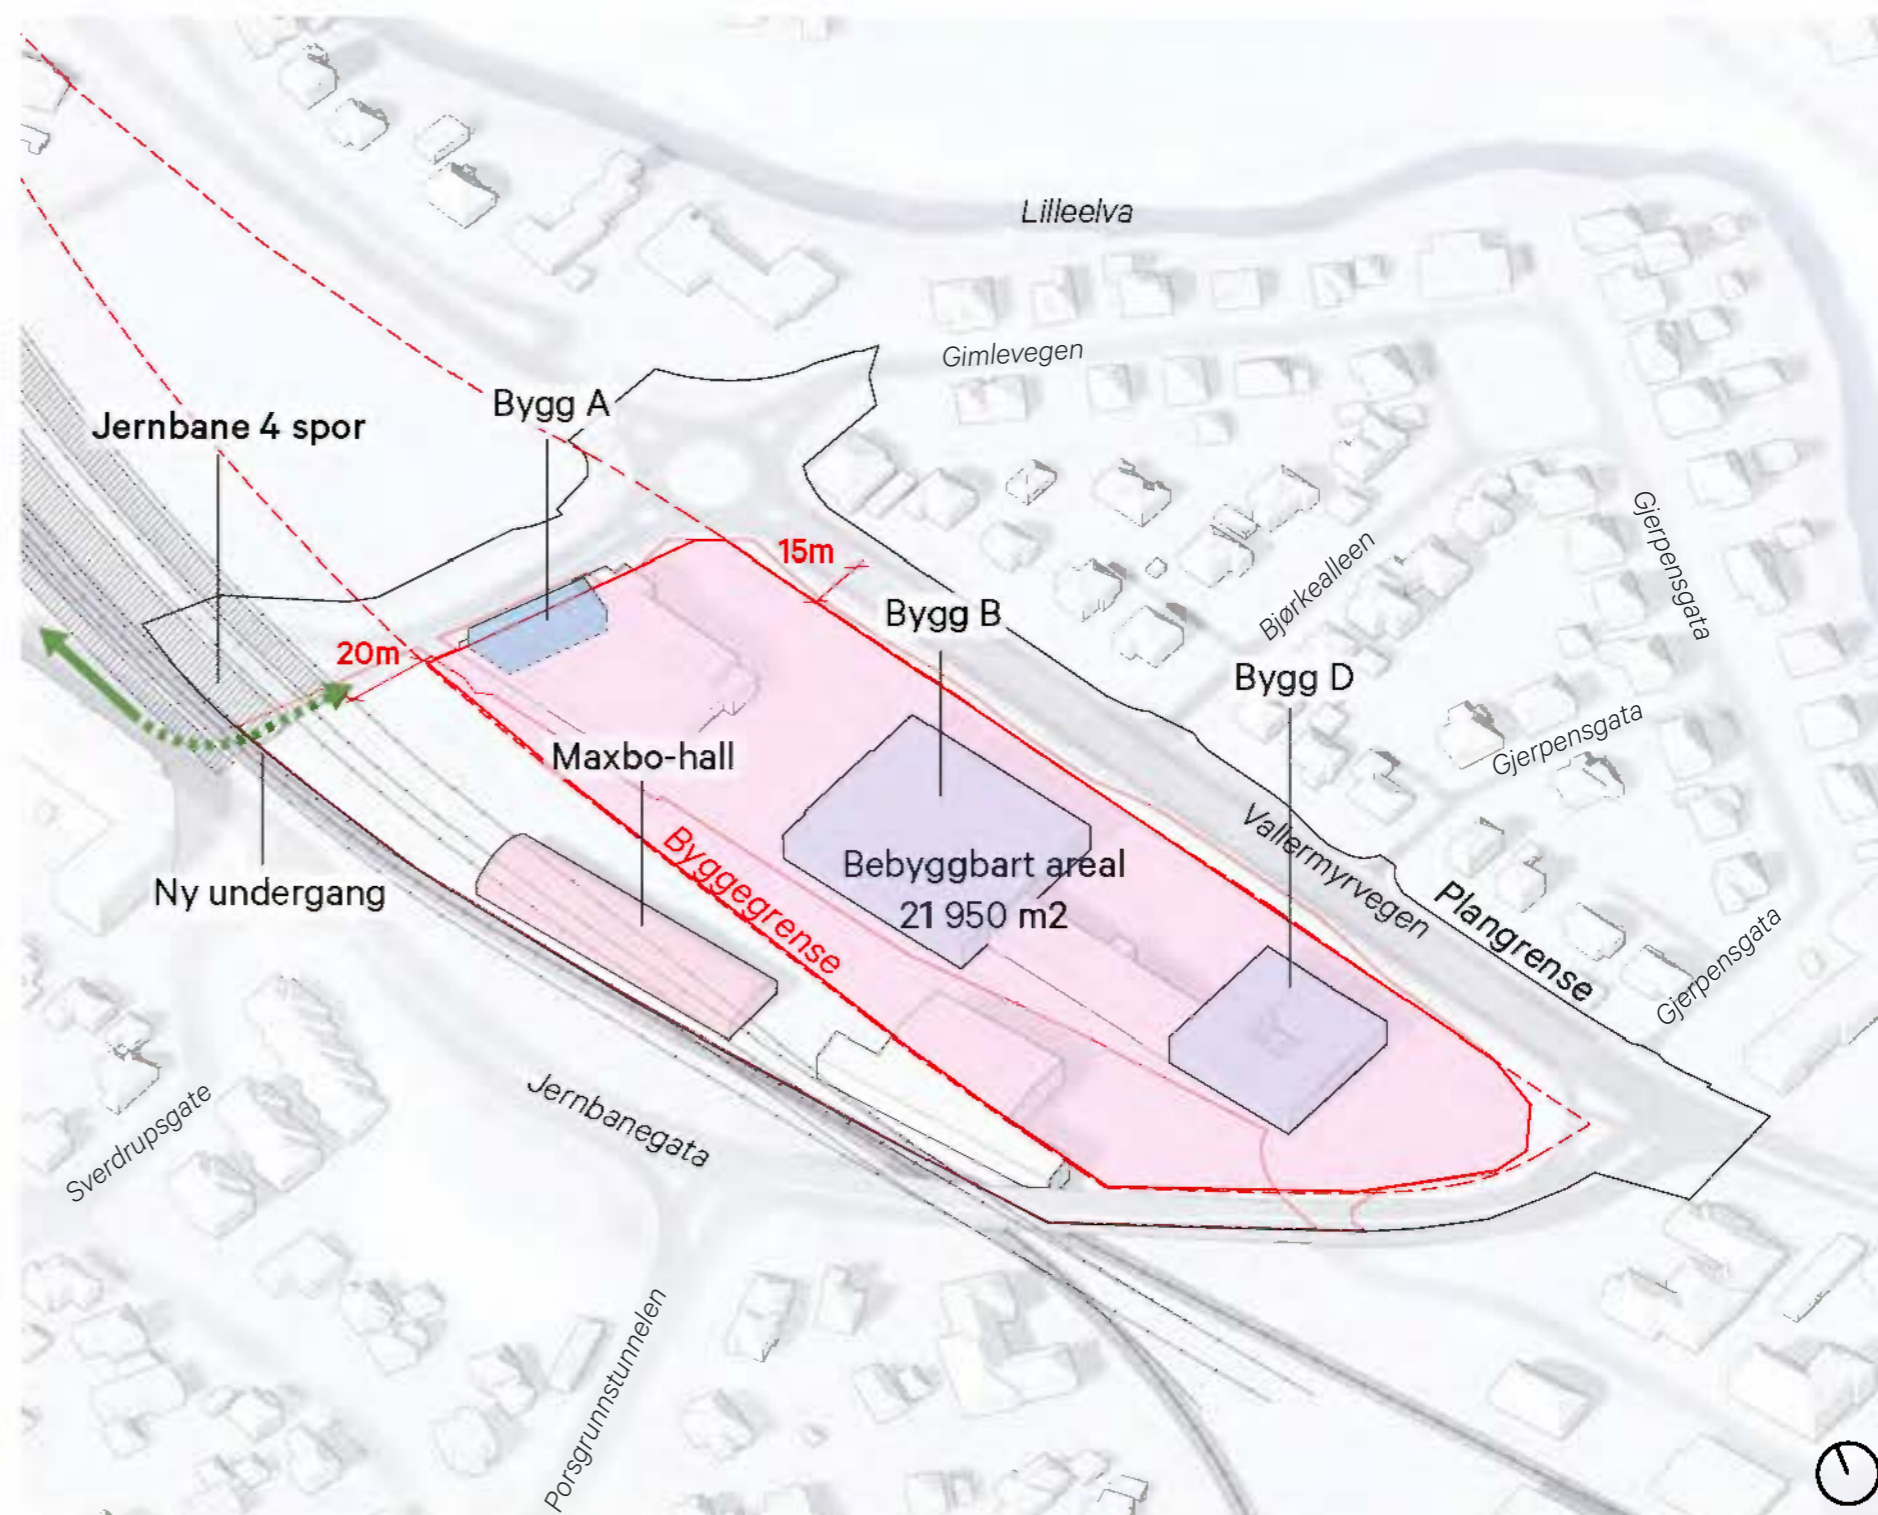 Lilleelva
Gimlevegen
Bygg A
Jernbane 4 spor
Gjerpensgata
15m
Bjørkealleen
Bygg B
20m
Bygg D
Gjerpensgata
Maxbo-hall
Vallermyrvegen
Byggegrense
Bebyggbart areal
21 950 m2
Ny undergang
Plangrense
Gjerpensgata
Jernbanegata
Sverdrupsgate
Porsgrunnstunnelen